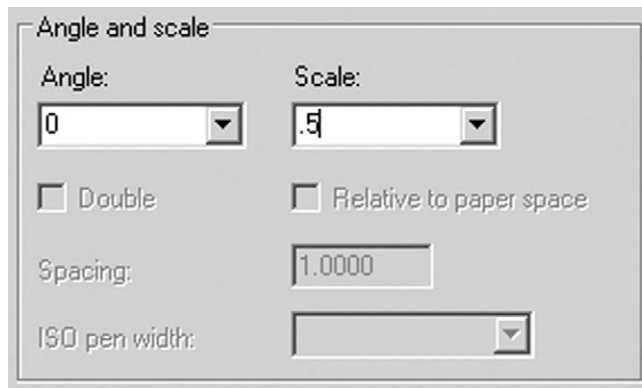 Angle and scale
Angle: Scale:
0 .5
Double Relative to paper space
Spacing: 1.0000
ISO pen width: